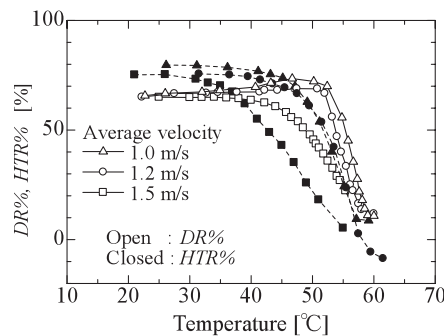 100
50
0
DR%, HTR% [%]
Average velocity
1.0 m/s
1.2 m/s
1.5 m/s
Open : DR%
Closed : HTR%
10 20 30 40 50 60 70
Temperature [°C]